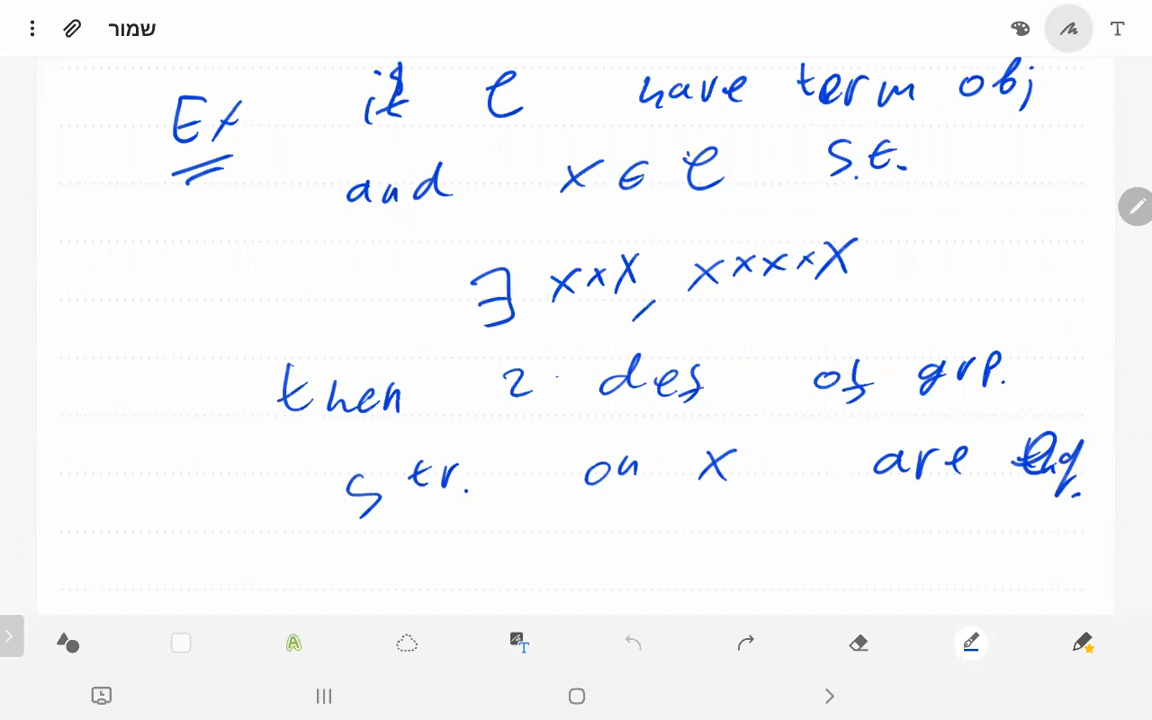 שמור
T
Ex if C have term obj
and x ∈ C s.t.
∃ x×X, x×x×X
then 2 def of grp.
str. on X are Eq.